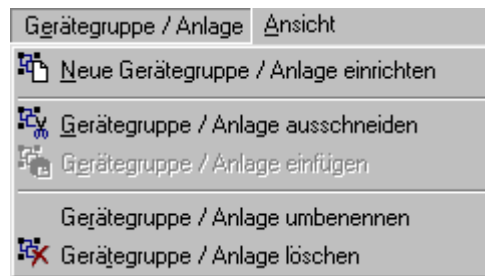 Gerätegruppe / Anlage Ansicht
Neue Gerätegruppe / Anlage einrichten
Gerätegruppe / Anlage ausschneiden
Gerätegruppe / Anlage einfügen
Gerätegruppe / Anlage umbenennen
Gerätegruppe / Anlage löschen